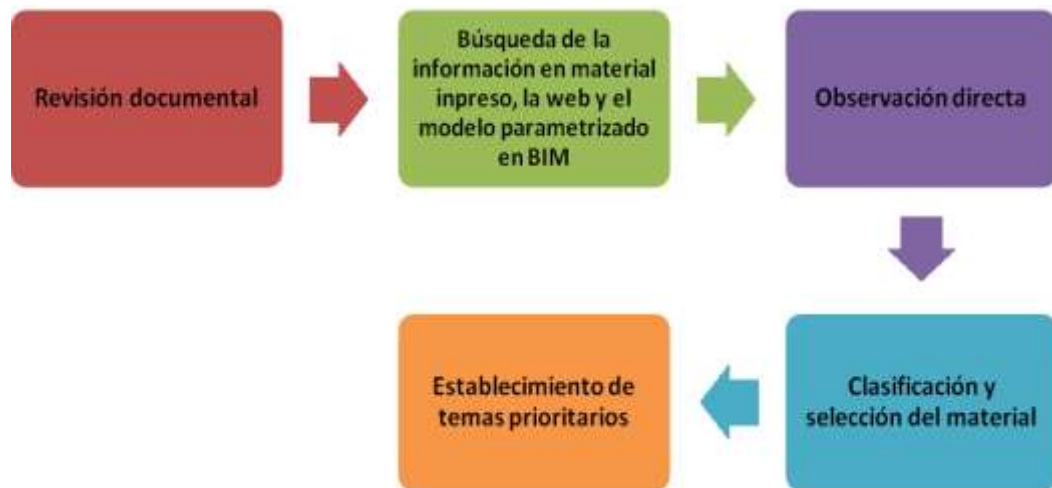 Revisión documental
Búsqueda de la
información en material
inpreso, la web y el
modelo parametrizado
en BIM
Observación directa
Clasificación y
selección del material
Establecimiento de
temas prioritarios